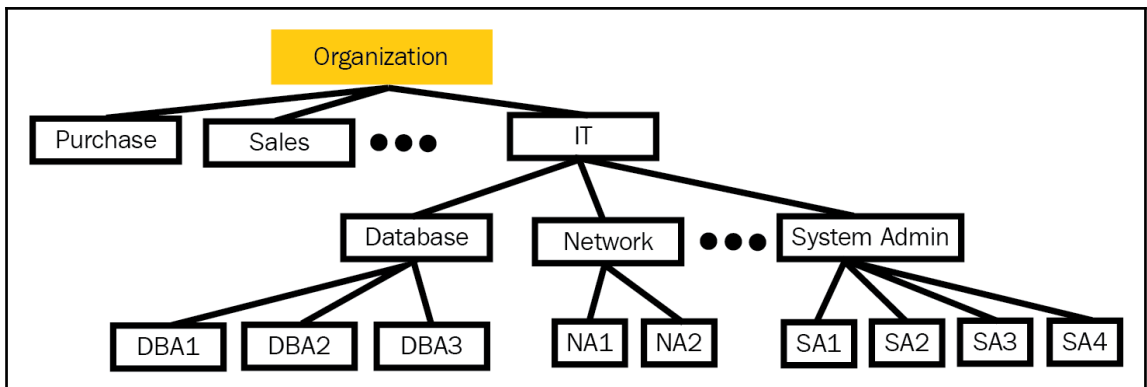 Organization
Purchase
Sales
IT
Database
Network
System Admin
DBA1
DBA2
DBA3
NA1
NA2
SA1
SA2
SA3
SA4